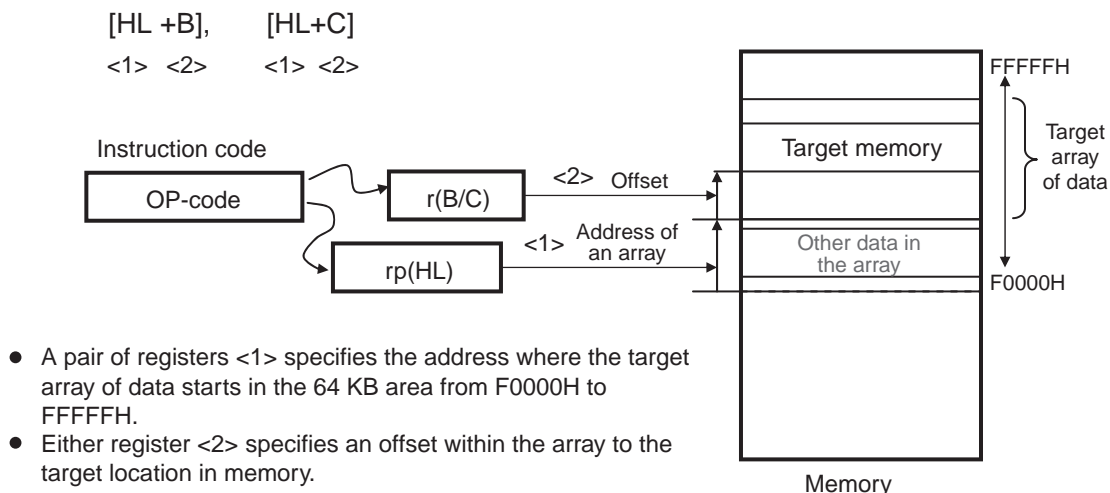 [HL +B], [HL+C]
<1> <2> <1> <2>
Instruction code
OP-code
r(B/C)
<2> Offset
rp(HL)
<1> Address of
an array
FFFFFH
Target memory
Target
array
of data
Other data in
the array
F0000H
Memory
● A pair of registers <1> specifies the address where the target
array of data starts in the 64 KB area from F0000H to
FFFFFH.
● Either register <2> specifies an offset within the array to the
target location in memory.